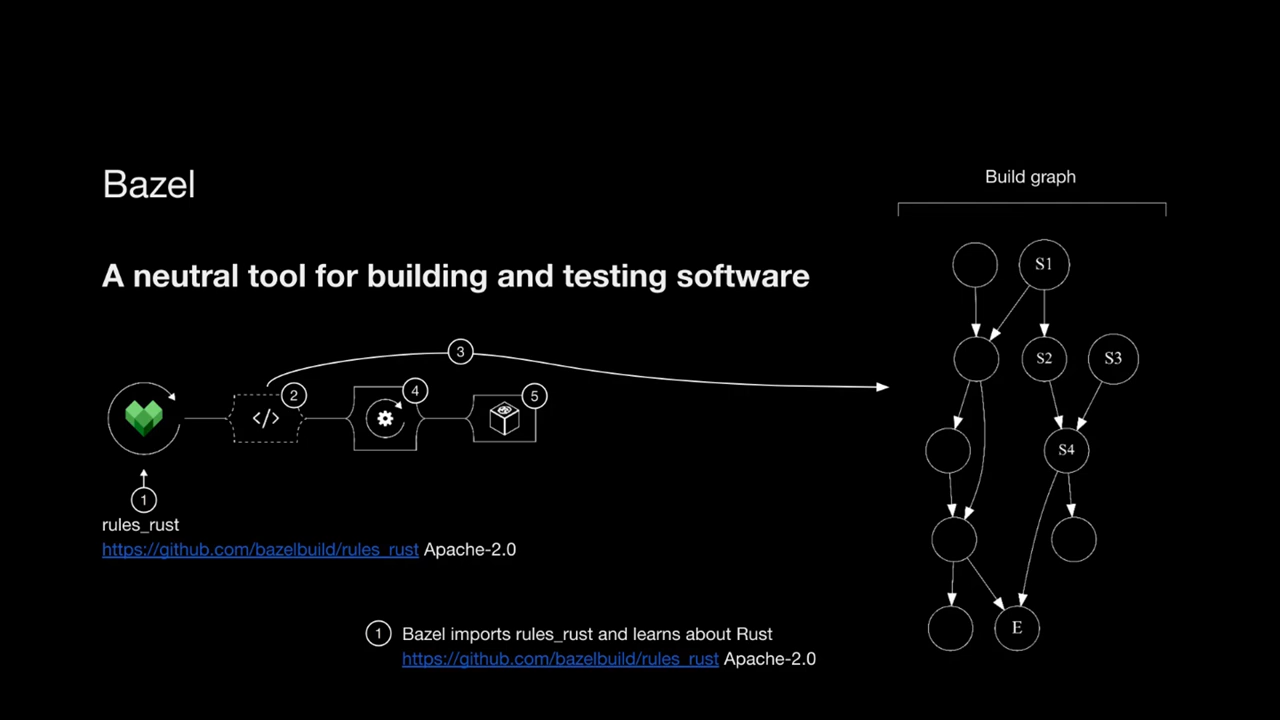 Bazel
Build graph
A neutral tool for building and testing software
S1
S2
S3
S4
E
3
2
4
5
</>
1
rules_rust
https://github.com/bazelbuild/rules_rust Apache-2.0
1 Bazel imports rules_rust and learns about Rust
https://github.com/bazelbuild/rules_rust Apache-2.0